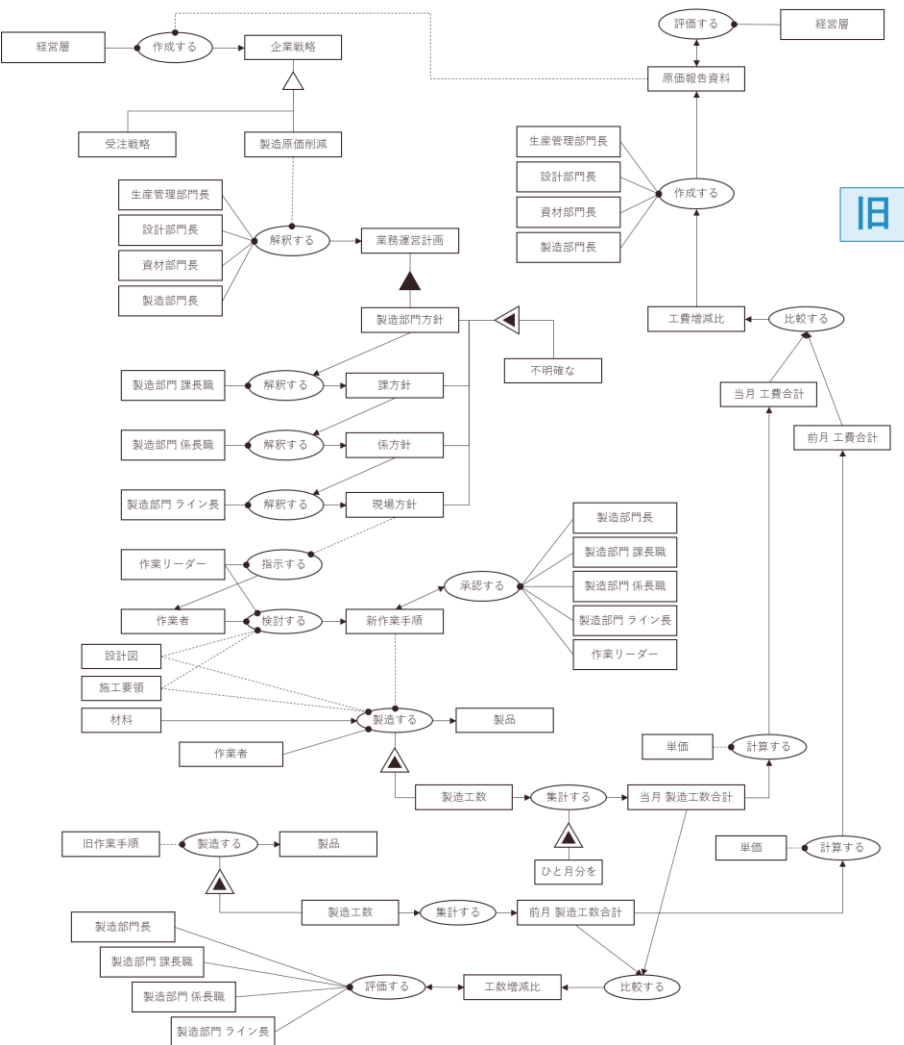 経営層
作成する
企業戦略
評価する
経営層
原価報告資料
受注戦略
製造原価削減
生産管理部門長
設計部門長
資材部門長
製造部門長
作成する
旧
生産管理部門長
設計部門長
資材部門長
製造部門長
解釈する
業務運営計画
製造部門方針
不明確な
工費増減比
比較する
製造部門 課長職
解釈する
課方針
当月 工費合計
製造部門 係長職
解釈する
係方針
前月 工費合計
製造部門 ライン長
解釈する
現場方針
作業リーダー
指示する
作業者
検討する
新作業手順
承認する
製造部門長
製造部門 課長職
製造部門 係長職
製造部門 ライン長
作業リーダー
設計図
施工要領
材料
製造する
製品
作業者
単価
計算する
製造工数
集計する
当月 製造工数合計
ひと月分を
旧作業手順
製造する
製品
単価
計算する
製造工数
集計する
前月 製造工数合計
製造部門長
製造部門 課長職
製造部門 係長職
製造部門 ライン長
評価する
工数増減比
比較する